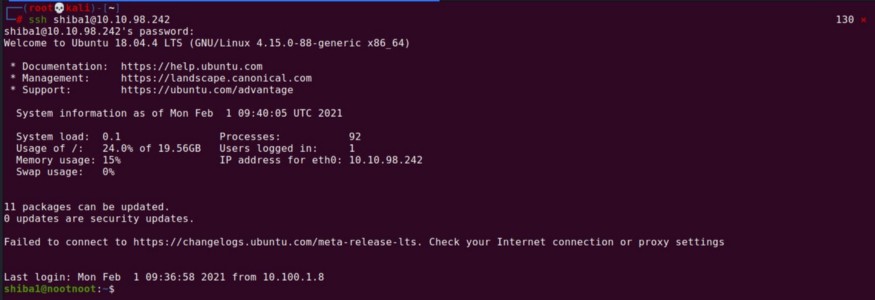 (root💀kali)-[~]
# ssh shiba1@10.10.98.242 130 ⨯
shiba1@10.10.98.242's password:
Welcome to Ubuntu 18.04.4 LTS (GNU/Linux 4.15.0-88-generic x86_64)
* Documentation: https://help.ubuntu.com
* Management: https://landscape.canonical.com
* Support: https://ubuntu.com/advantage
System information as of Mon Feb 1 09:40:05 UTC 2021
System load: 0.1 Processes: 92
Usage of /: 24.0% of 19.56GB Users logged in: 1
Memory usage: 15% IP address for eth0: 10.10.98.242
Swap usage: 0%
11 packages can be updated.
0 updates are security updates.
Failed to connect to https://changelogs.ubuntu.com/meta-release-lts. Check your Internet connection or proxy settings
Last login: Mon Feb 1 09:36:58 2021 from 10.100.1.8
shiba1@nootnoot:~$